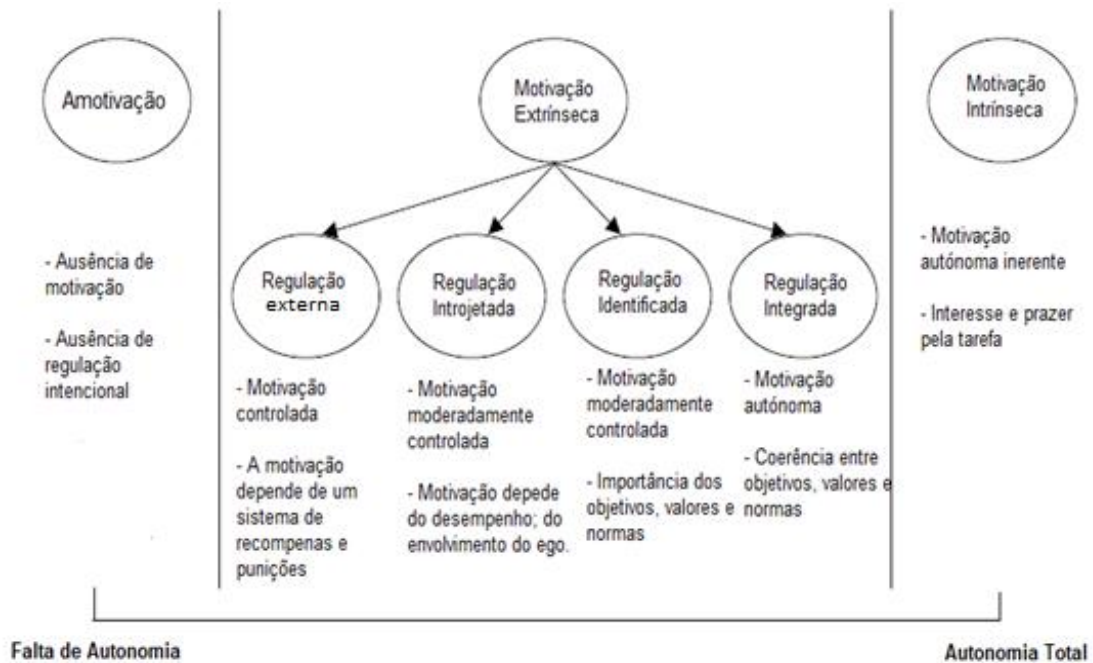 Amotivação
Motivação
Extrínseca
Motivação
Intrínseca
- Ausência de
motivação
- Ausência de
regulação
intencional
Regulação
externa
- Motivação
controlada
- A motivação
depende de um
sistema de
recompenas e
punições
Regulação
Introjetada
- Motivação
moderadamente
controlada
- Motivação depede
do desempenho; do
envolvimento do ego.
Regulação
Identificada
- Motivação
moderadamente
controlada
- Importância dos
objetivos, valores e
normas
Regulação
Integrada
- Motivação
autónoma
- Coerência entre
objetivos, valores e
normas
- Motivação
autónoma inerente
- Interesse e prazer
pela tarefa
Falta de Autonomia
Autonomia Total